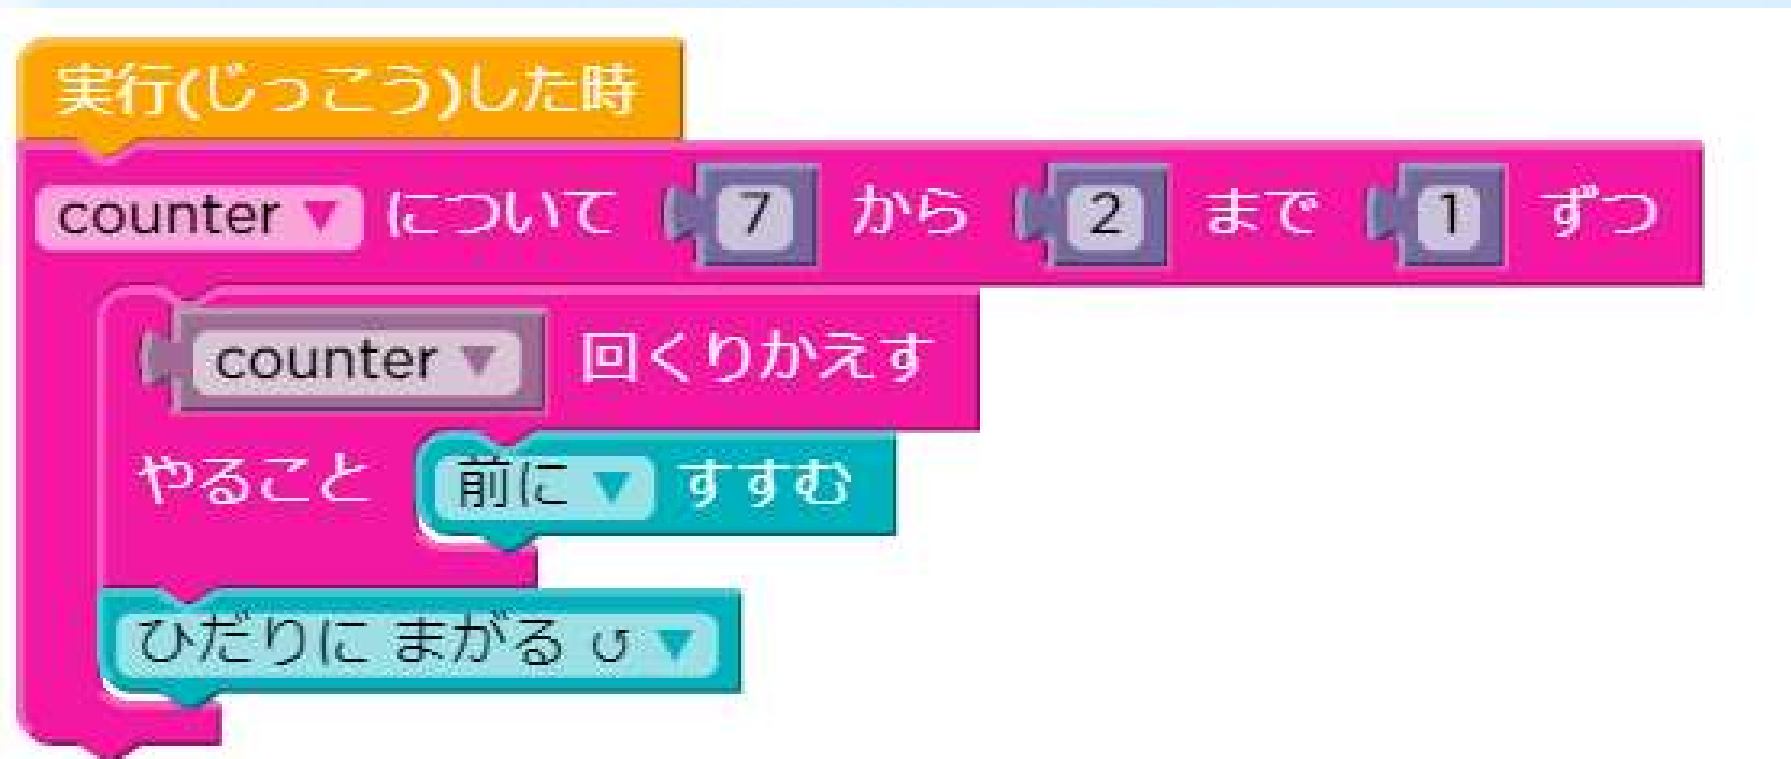 実行(じっこう)した時
counter ▼ について 7 から 2 まで 1 ずつ
counter ▼ 回くりかえす
やること 前に ▼ すすむ
ひだりに まがる ↺ ▼